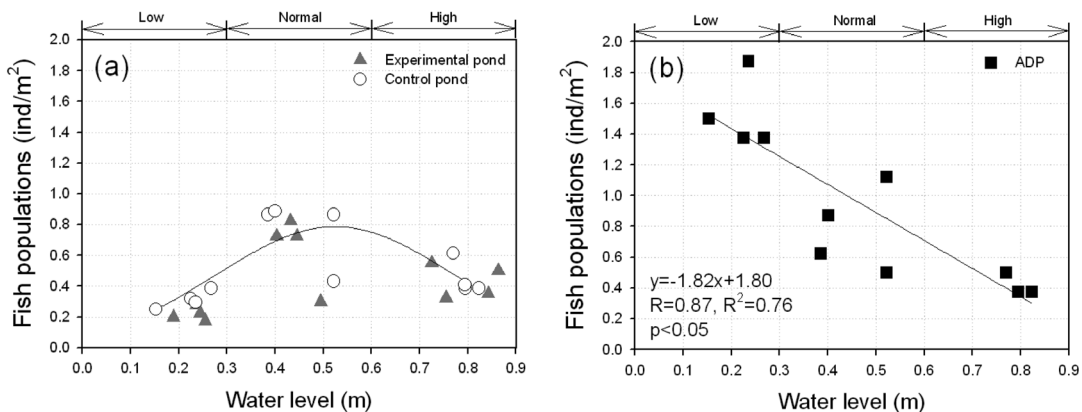 Low Normal High
2.0
1.8
1.6
1.4
1.2
1.0
0.8
0.6
0.4
0.2
0.0
Fish populations (ind/m²)
(a)
Experimental pond
Control pond
0.0 0.1 0.2 0.3 0.4 0.5 0.6 0.7 0.8 0.9
Water level (m)
Low Normal High
2.0
1.8
1.6
1.4
1.2
1.0
0.8
0.6
0.4
0.2
0.0
Fish populations (ind/m²)
(b)
ADP
y=-1.82x+1.80
R=0.87, R²=0.76
p<0.05
0.0 0.1 0.2 0.3 0.4 0.5 0.6 0.7 0.8 0.9
Water level (m)